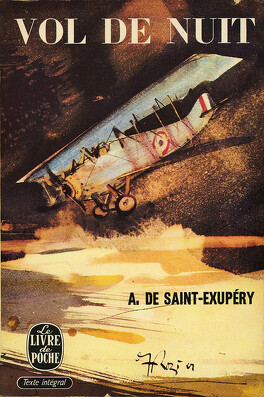 VOL DE NUIT
A. DE SAINT-EXUPÉRY
Le
LIVRE
de
POCHE
Texte intégral